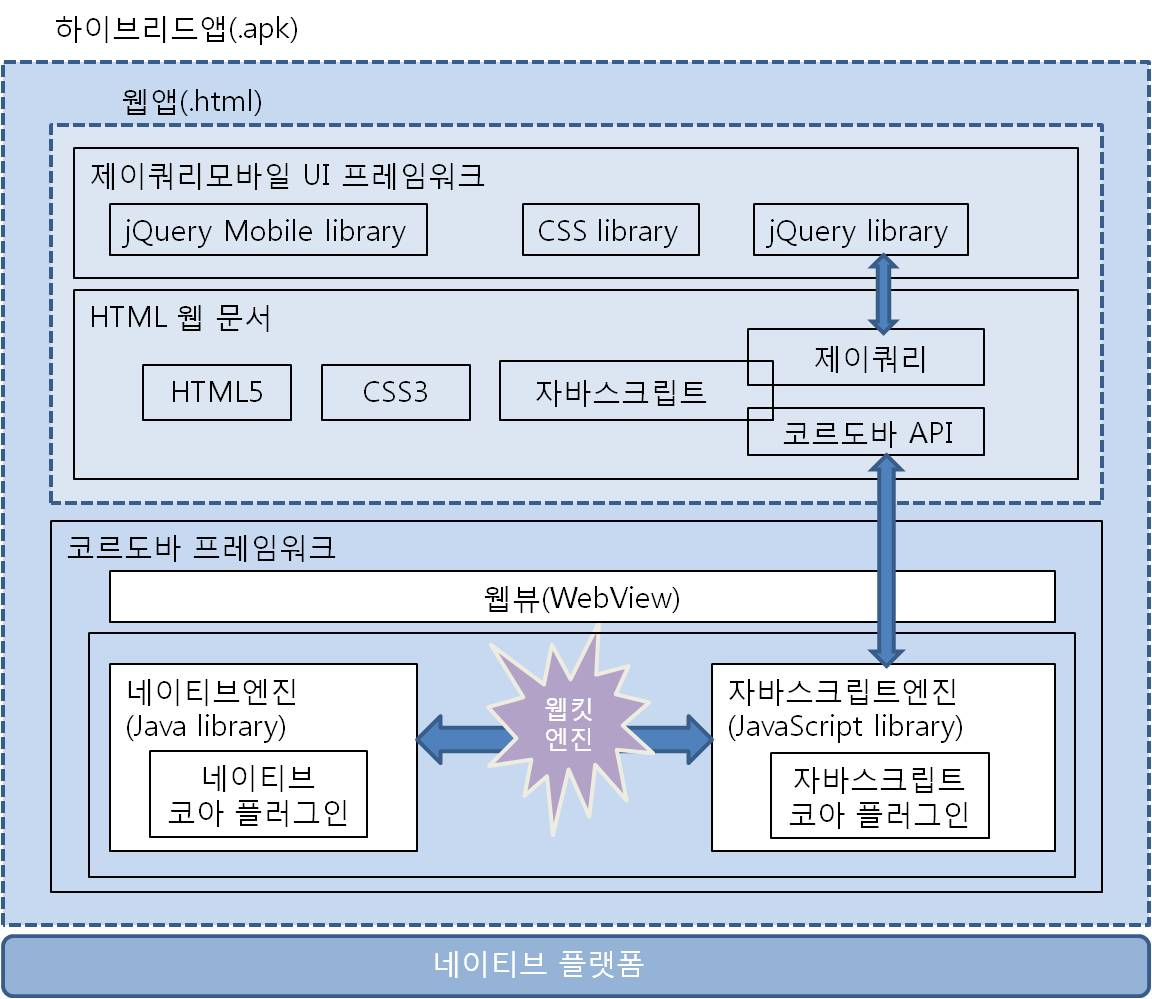 하이브리드앱(.apk)
웹앱(.html)
제이쿼리모바일 UI 프레임워크
jQuery Mobile library
CSS library
jQuery library
HTML 웹 문서
제이쿼리
HTML5
CSS3
자바스크립트
코르도바 API
코르도바 프레임워크
웹뷰(WebView)
네이티브엔진
(Java library)
네이티브
코아 플러그인
웹킷
엔진
자바스크립트엔진
(JavaScript library)
자바스크립트
코아 플러그인
네이티브 플랫폼